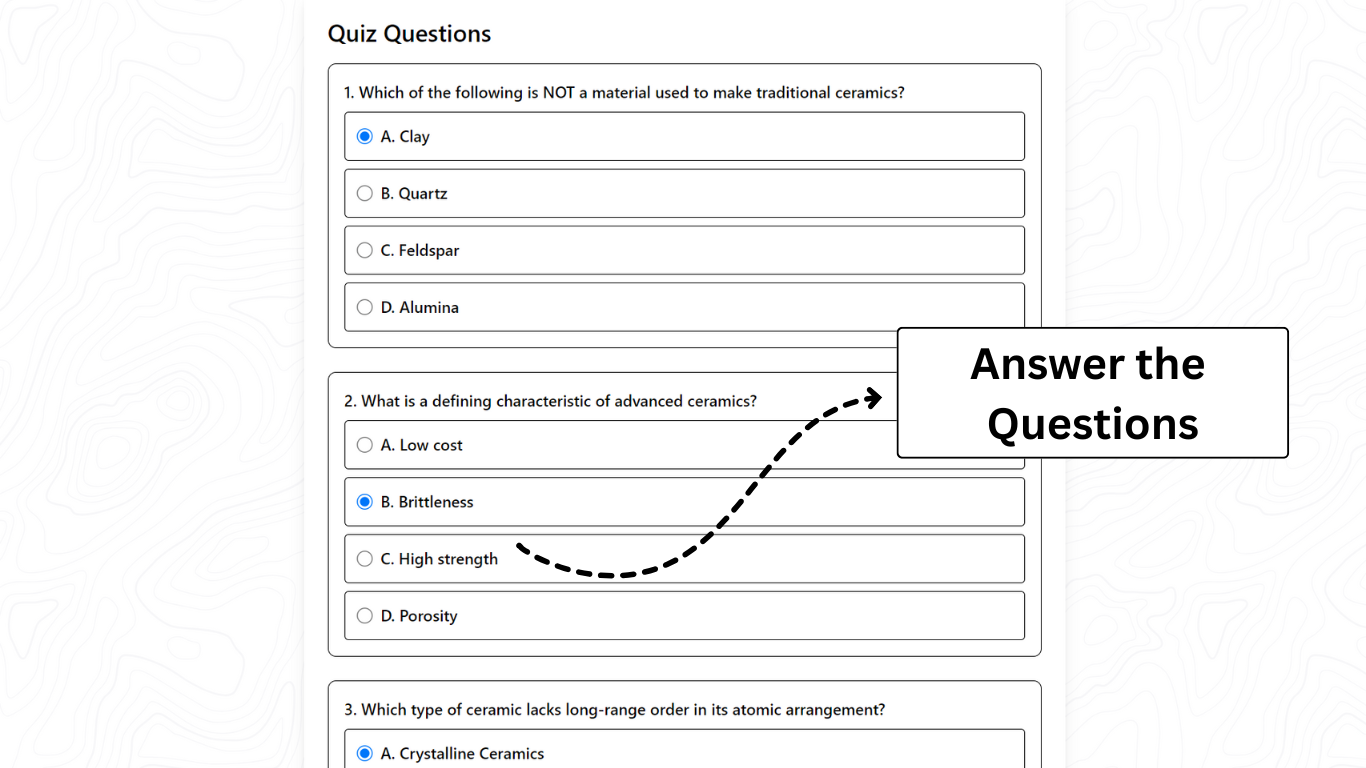 Quiz Questions
1. Which of the following is NOT a material used to make traditional ceramics?
A. Clay
B. Quartz
C. Feldspar
D. Alumina
2. What is a defining characteristic of advanced ceramics?
A. Low cost
B. Brittleness
C. High strength
D. Porosity
Answer the
Questions
3. Which type of ceramic lacks long-range order in its atomic arrangement?
A. Crystalline Ceramics